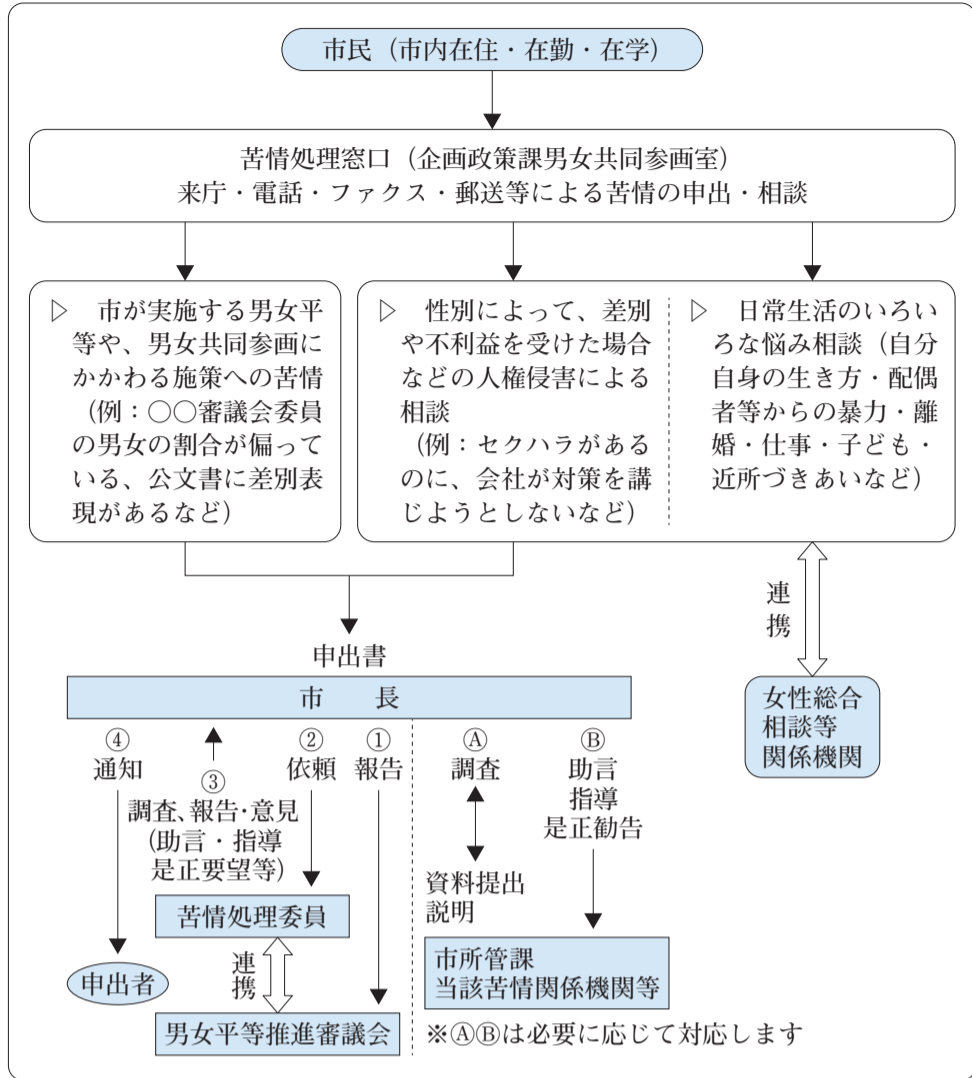 市民（市内在住・在勤・在学）
苦情処理窓口（企画政策課男女共同参画室）
来庁・電話・ファクス・郵送等による苦情の申出・相談
▷　市が実施する男女平
等や、男女共同参画に
かかわる施策への苦情
（例：○○審議会委員
の男女の割合が偏って
いる、公文書に差別表
現があるなど）
▷　性別によって、差別
や不利益を受けた場合
などの人権侵害による
相談
（例：セクハラがある
のに、会社が対策を講
じようとしないなど）
▷　日常生活のいろい
ろな悩み相談（自分
自身の生き方・配偶
者等からの暴力・離
婚・仕事・子ども・
近所づきあいなど）
連携
女性総合
相談等
関係機関
申出書
市　長
④
通知
③
調査、報告・意見
（助言・指導
是正要望等）
②
依頼
①
報告
Ⓐ
調査
資料提出
説明
Ⓑ
助言
指導
是正勧告
苦情処理委員
連携
申出者
男女平等推進審議会
市所管課
当該苦情関係機関等
※ⒶⒷは必要に応じて対応します